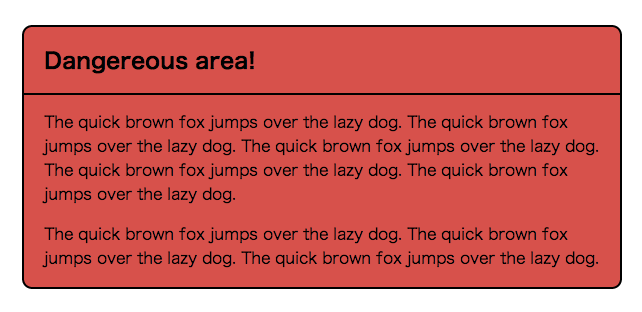 Dangereous area!
The quick brown fox jumps over the lazy dog. The quick brown fox
jumps over the lazy dog. The quick brown fox jumps over the lazy dog.
The quick brown fox jumps over the lazy dog. The quick brown fox
jumps over the lazy dog.
The quick brown fox jumps over the lazy dog. The quick brown fox
jumps over the lazy dog. The quick brown fox jumps over the lazy dog.